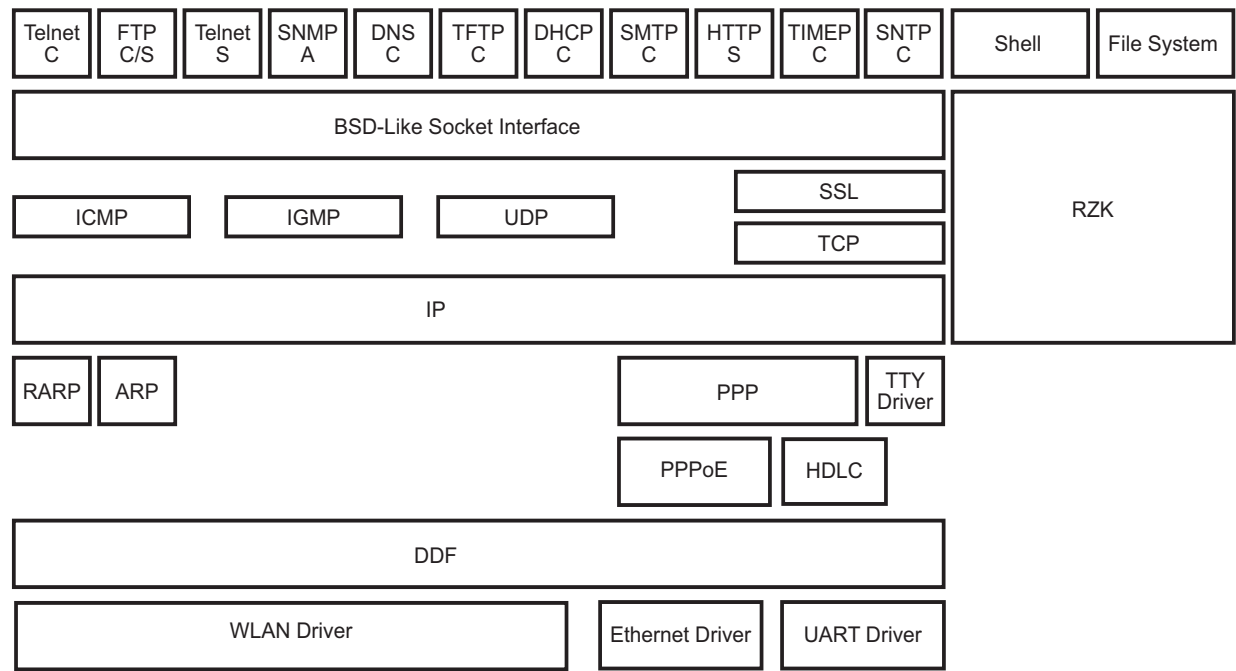 Telnet
C
FTP
C/S
Telnet
S
SNMP
A
DNS
C
TFTP
C
DHCP
C
SMTP
C
HTTP
S
TIMEP
C
SNTP
C
Shell
File System
BSD-Like Socket Interface
RZK
ICMP
IGMP
UDP
SSL
TCP
IP
RARP
ARP
PPP
TTY
Driver
PPPoE
HDLC
DDF
WLAN Driver
Ethernet Driver
UART Driver